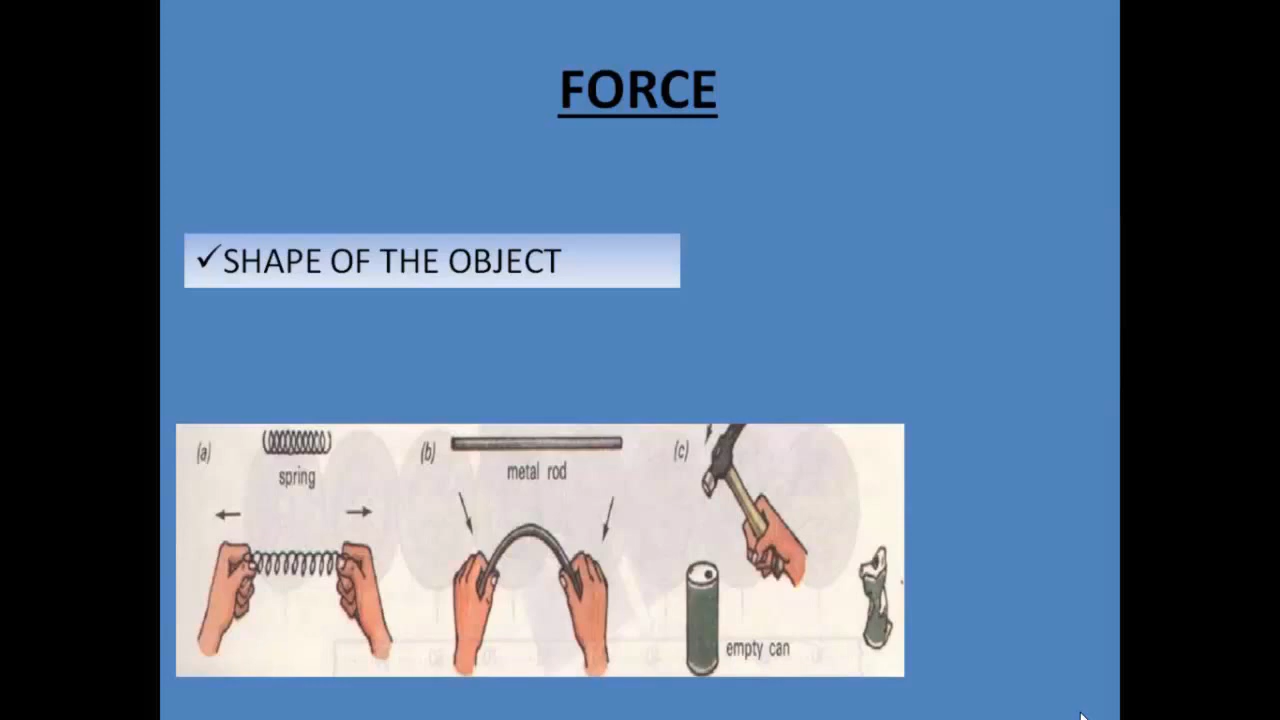 FORCE
✓SHAPE OF THE OBJECT
(a)
spring
(b)
metal rod
(c)
empty can